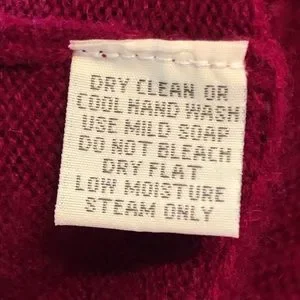 DRY CLEAN OR
COOL HAND WASH
USE MILD SOAP
DO NOT BLEACH
DRY FLAT
LOW MOISTURE
STEAM ONLY